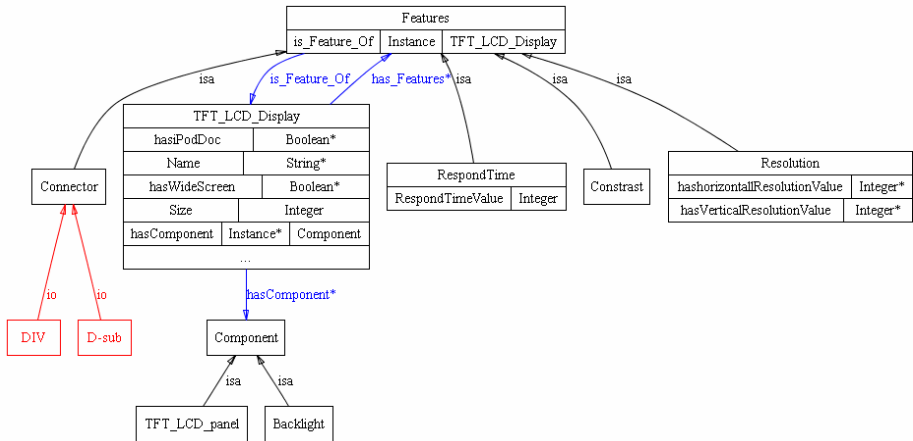 Features
is_Feature_Of Instance TFT_LCD_Display
isa is_Feature_Of has_Features* isa isa isa
TFT_LCD_Display
hasiPodDoc Boolean*
Name String*
hasWideScreen Boolean*
Size Integer
hasComponent Instance* Component
...
Connector
RespondTime
RespondTimeValue Integer
Constrast
Resolution
hashorizontallResolutionValue Integer*
hasVerticalResolutionValue Integer*
io io hasComponent*
DIV D-sub Component
isa isa
TFT_LCD_panel Backlight